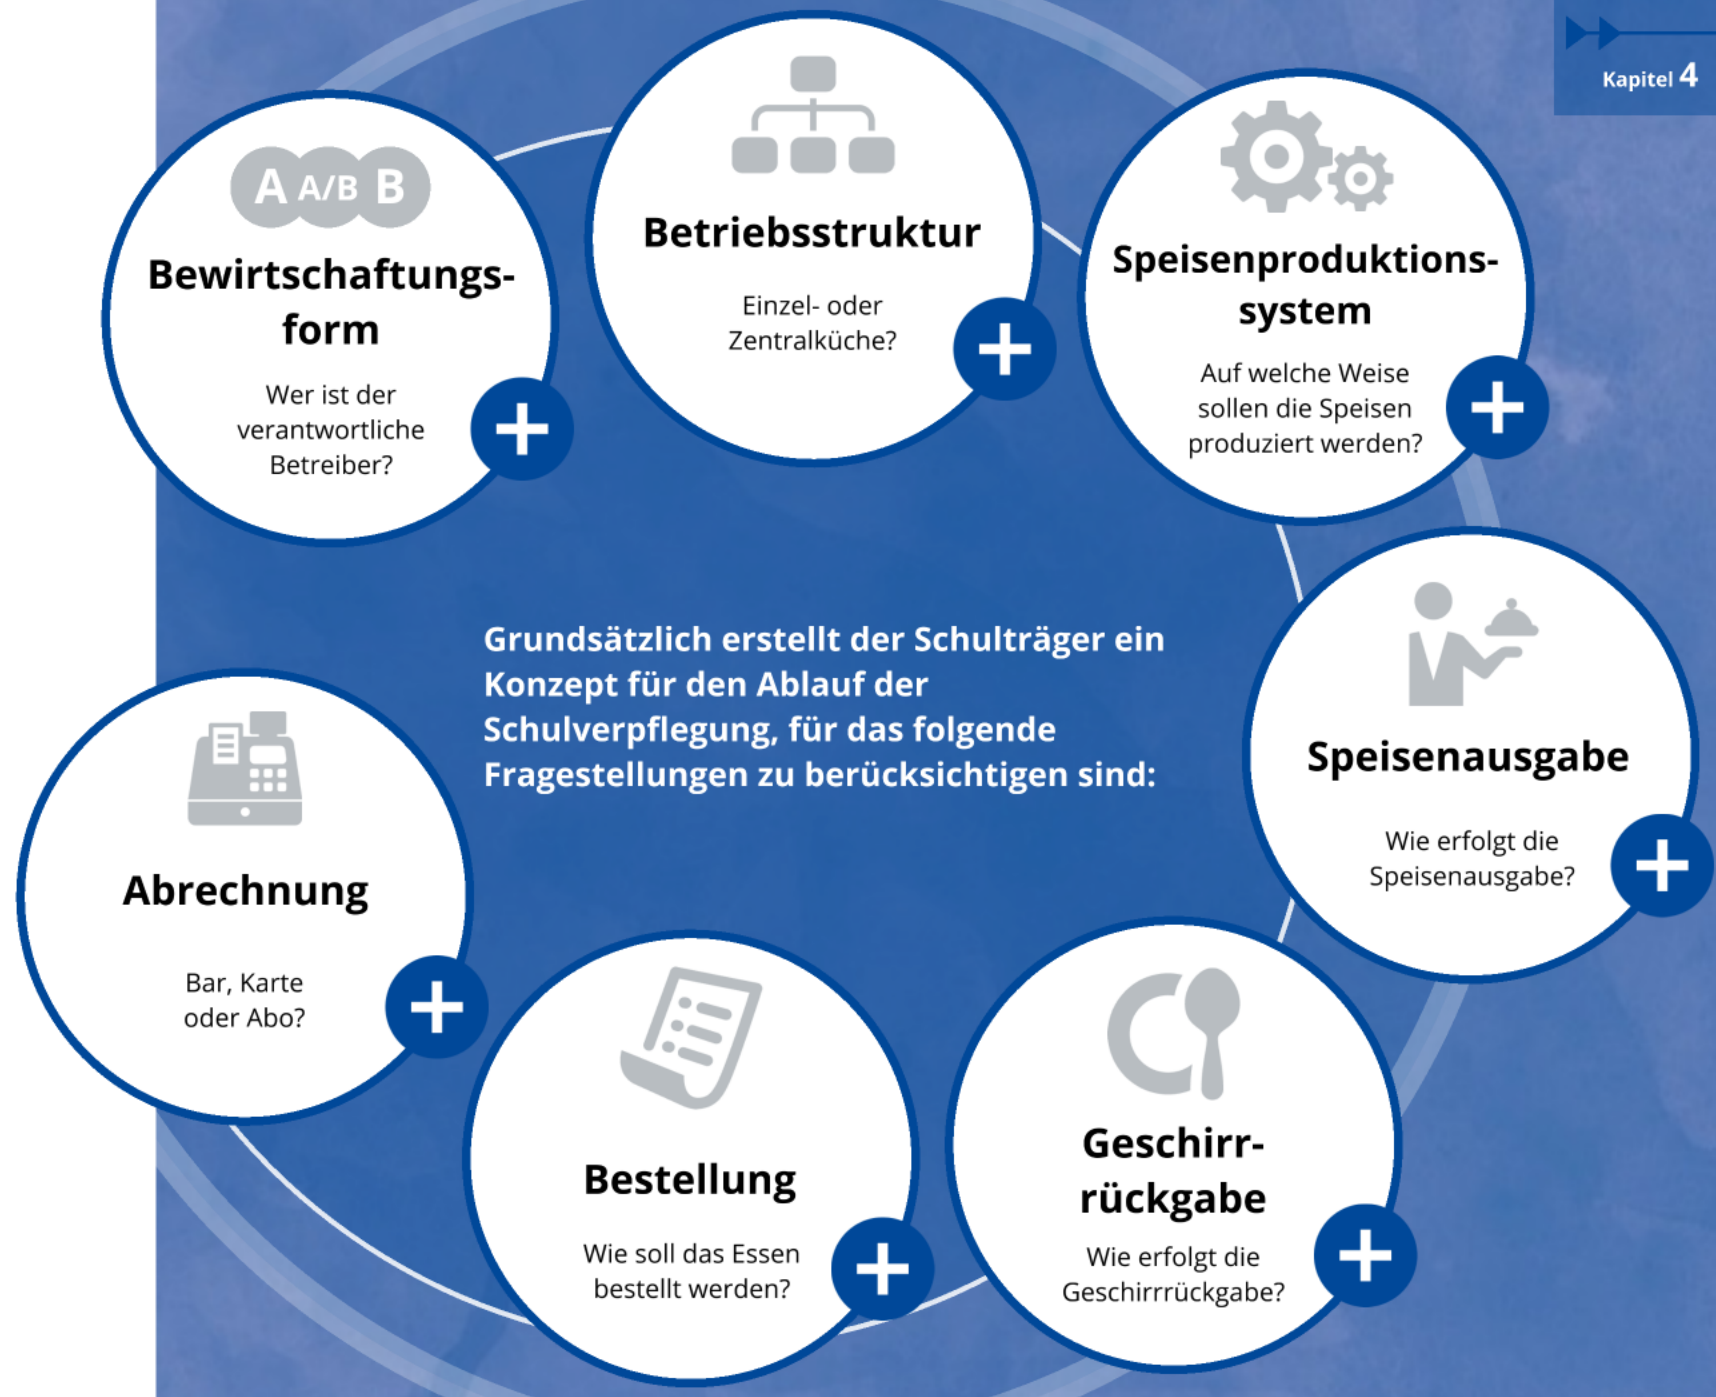 Kapitel 4
A A/B B
Bewirtschaftungs-
form
Wer ist der
verantwortliche
Betreiber?
Betriebsstruktur
Einzel- oder
Zentralküche?
Speisenproduktions-
system
Auf welche Weise
sollen die Speisen
produziert werden?
Grundsätzlich erstellt der Schulträger ein
Konzept für den Ablauf der
Schulverpflegung, für das folgende
Fragestellungen zu berücksichtigen sind:
Speisenausgabe
Wie erfolgt die
Speisenausgabe?
Abrechnung
Bar, Karte
oder Abo?
Bestellung
Wie soll das Essen
bestellt werden?
Geschirr-
rückgabe
Wie erfolgt die
Geschirrrückgabe?